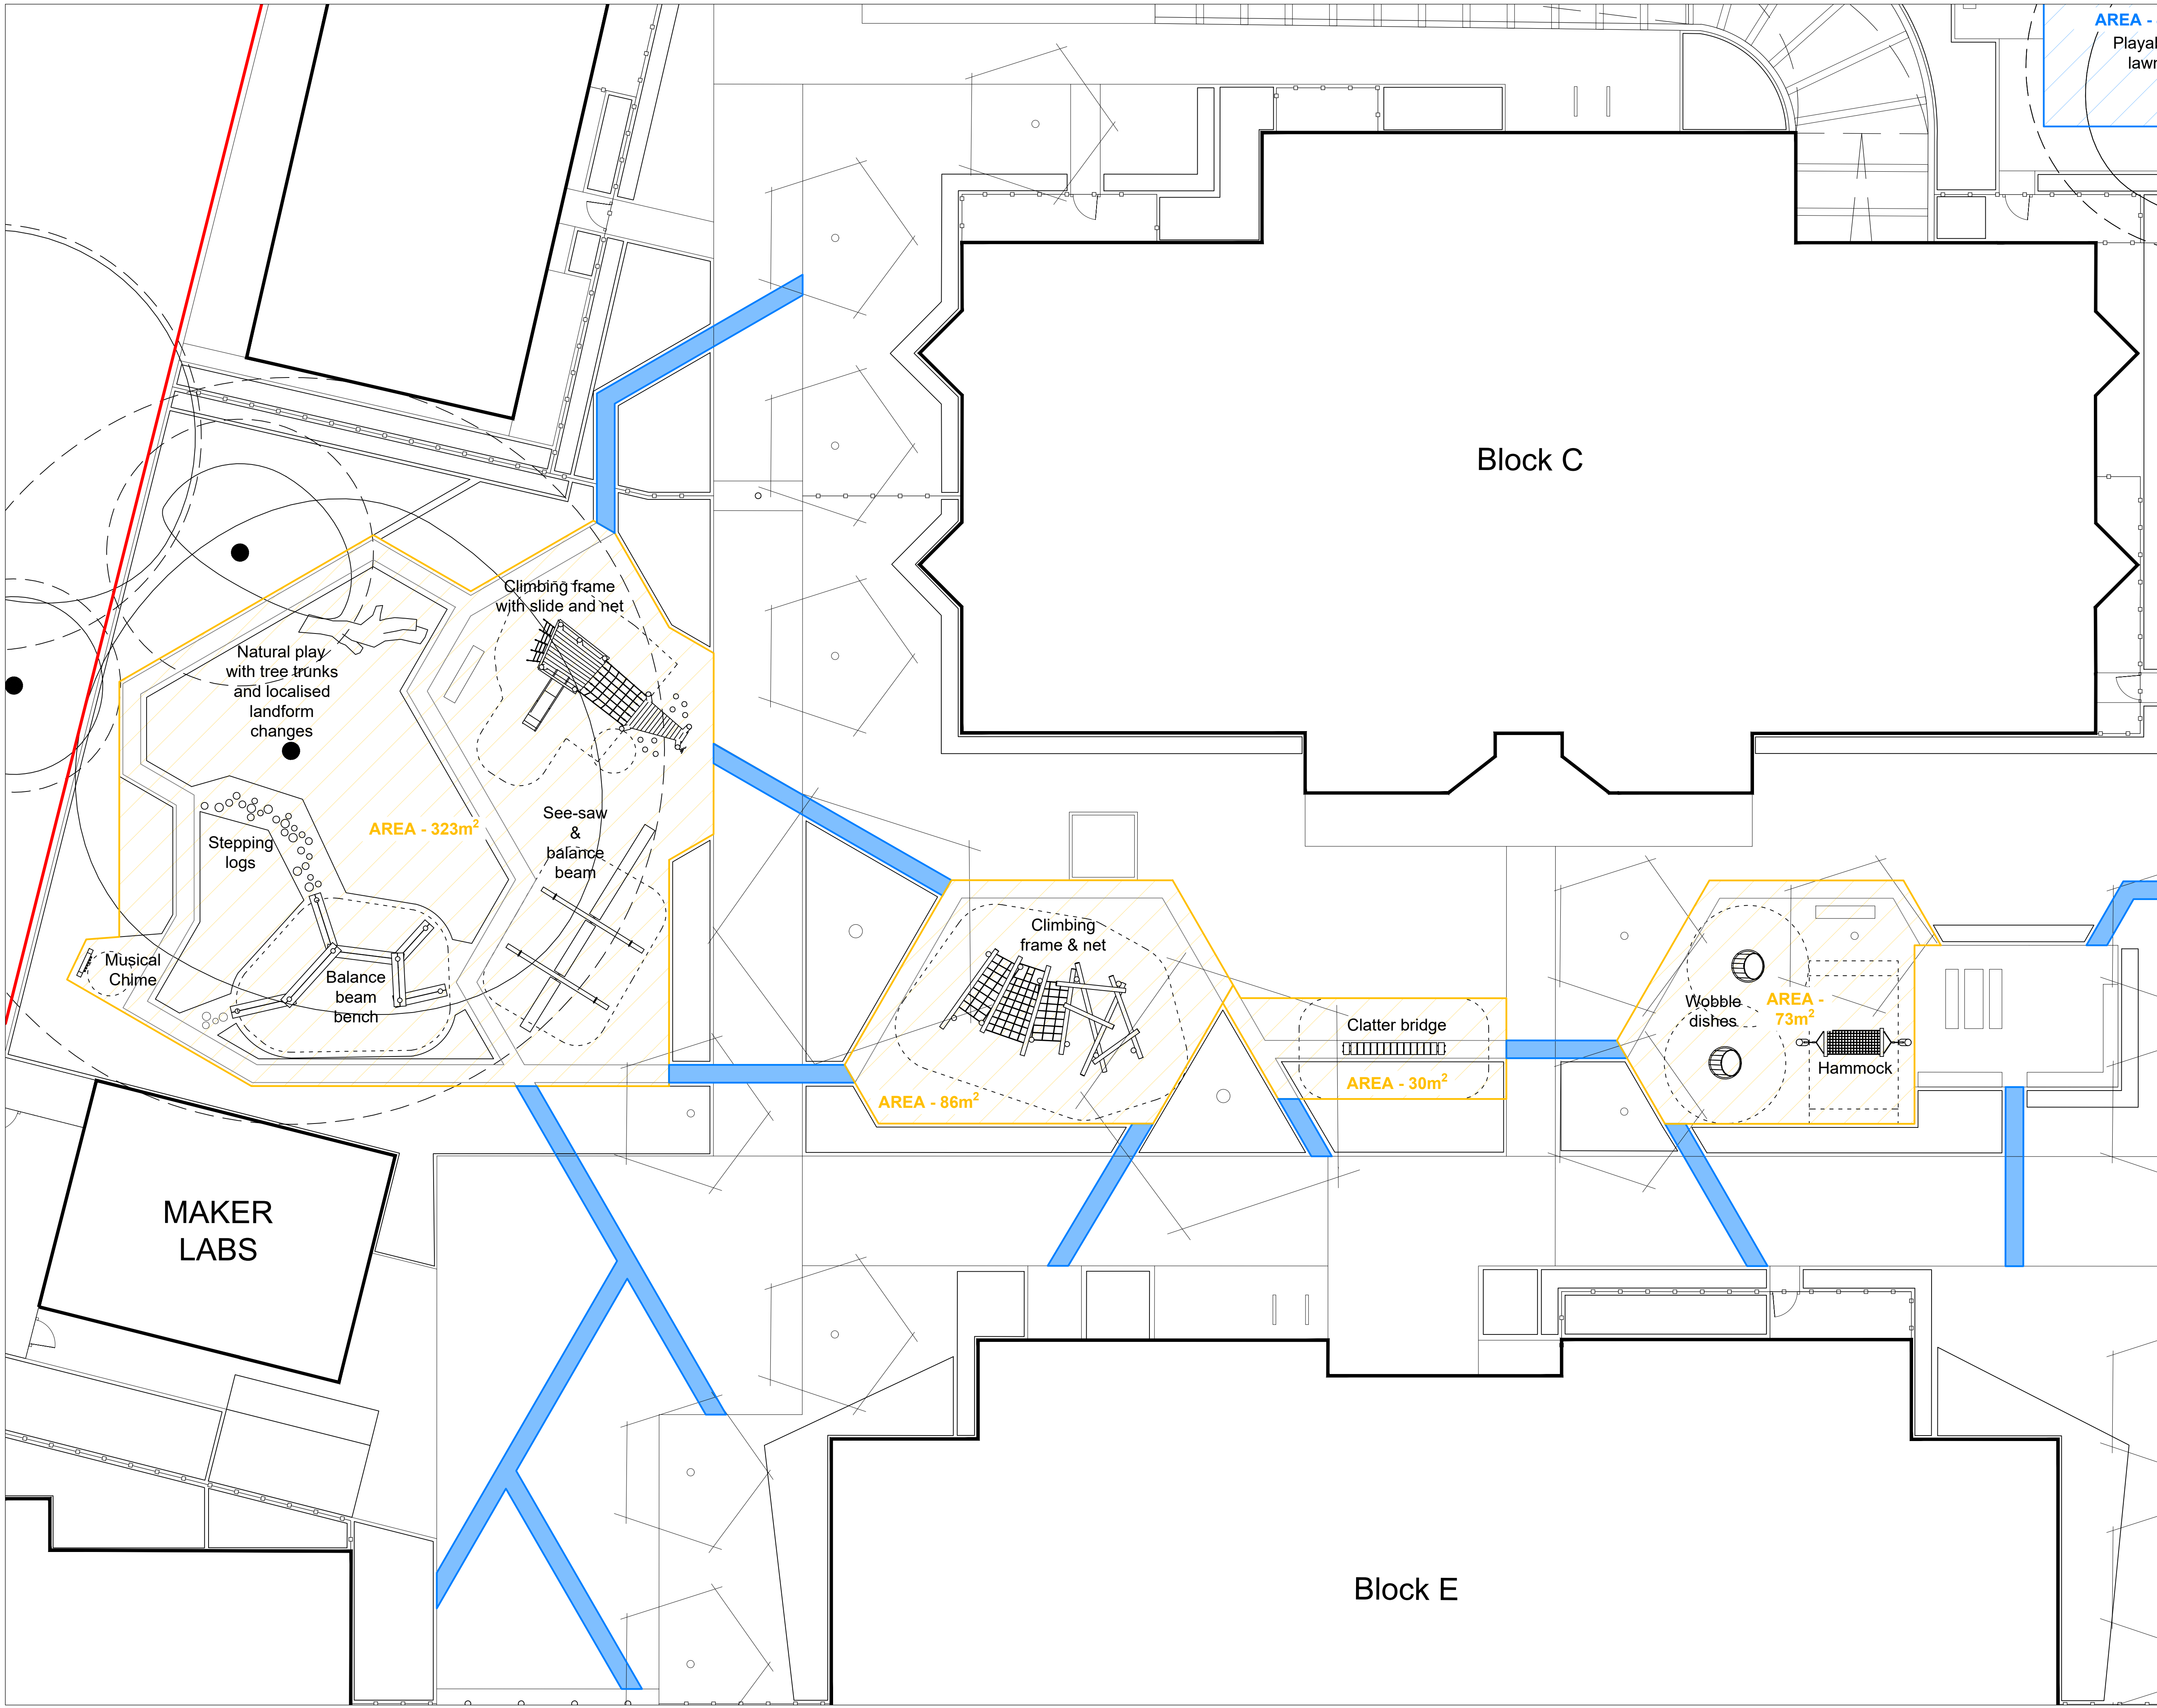 AREA -
Block C
Climbing frame
with slide and net
Natural play
with tree trunks
and localised
landform
changes
AREA - 323m²
See-saw
&
balance
beam
Stepping
logs
Musical
Chime
Balance
beam
bench
Climbing
frame & net
AREA - 86m²
Clatter bridge
AREA - 30m²
Wobble
dishes
AREA -
73m²
Hammock
MAKER
LABS
Block E